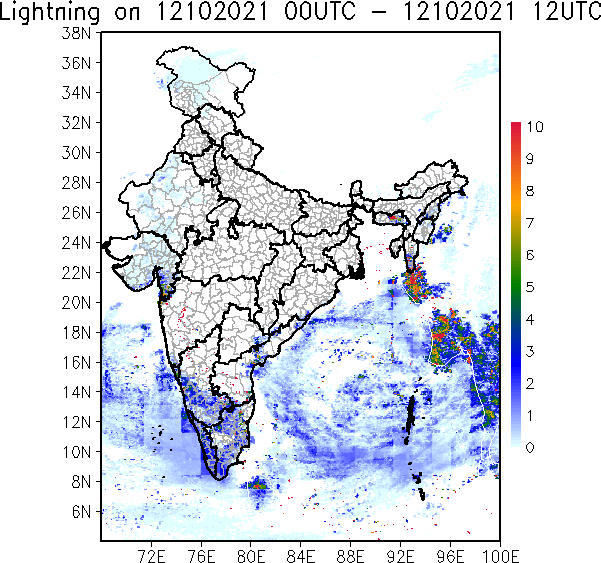 Lightning on 12102021 00UTC – 12102021 12UTC
38N
36N
34N
32N
30N
28N
26N
24N
22N
20N
18N
16N
14N
12N
10N
8N
6N
72E 76E 80E 84E 88E 92E 96E 100E
10
9
8
7
6
5
4
3
2
1
0